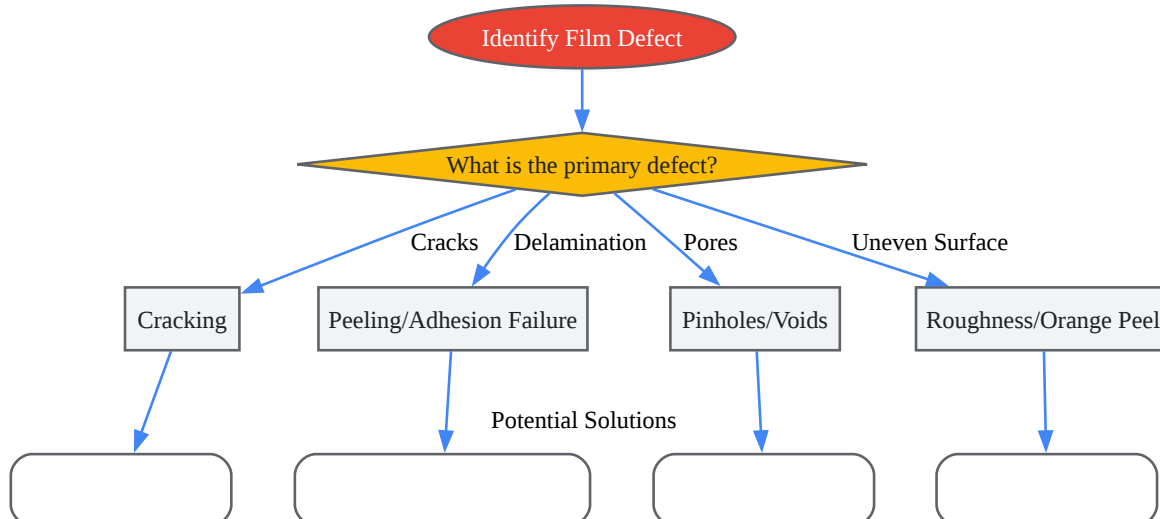 Identify Film Defect
What is the primary defect?
Cracks
Delamination
Pores
Uneven Surface
Cracking
Peeling/Adhesion Failure
Pinholes/Voids
Roughness/Orange Peel
Potential Solutions